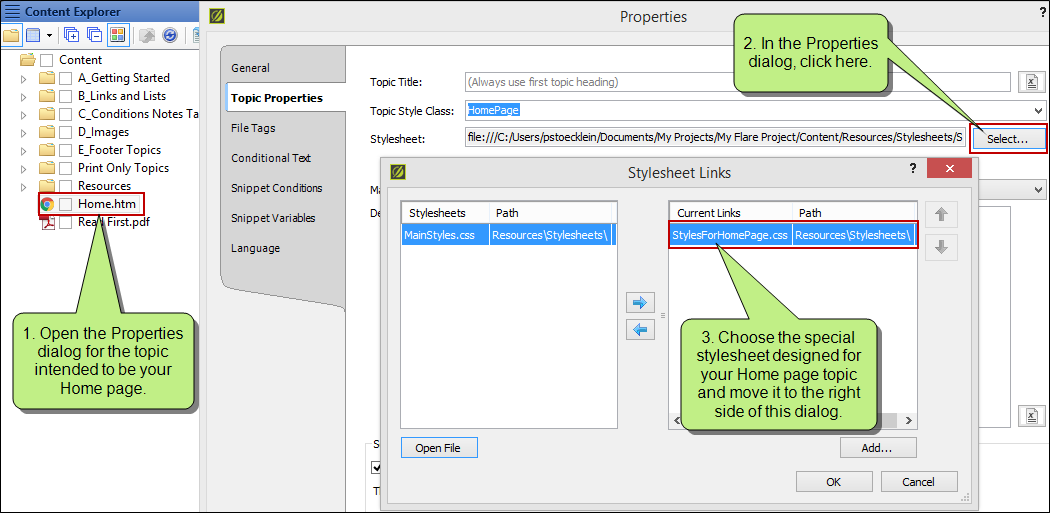 Content Explorer
Content
A_Getting Started
B_Links and Lists
C_Conditions Notes Ta
D_Images
E_Footer Topics
Print Only Topics
Resources
Home.htm
Rea First.pdf
1. Open the Properties
dialog for the topic
intended to be your
Home page.
Properties
?
General
Topic Properties
File Tags
Conditional Text
Snippet Conditions
Snippet Variables
Language
Topic Title:
(Always use first topic heading)
Topic Style Class:
HomePage
Stylesheet:
file:///C:/Users/pstoecklein/Documents/My Projects/My Flare Project/Content/Resources/Stylesheets/S
Select...
2. In the Properties
dialog, click here.
Ma
De
S
T
Stylesheet Links
?
Stylesheets Path
MainStyles.css Resources\Stylesheets\
Current Links Path
StylesForHomePage.css Resources\Stylesheets\
3. Choose the special
stylesheet designed for
your Home page topic
and move it to the right
side of this dialog.
Open File
Add...
OK
Cancel